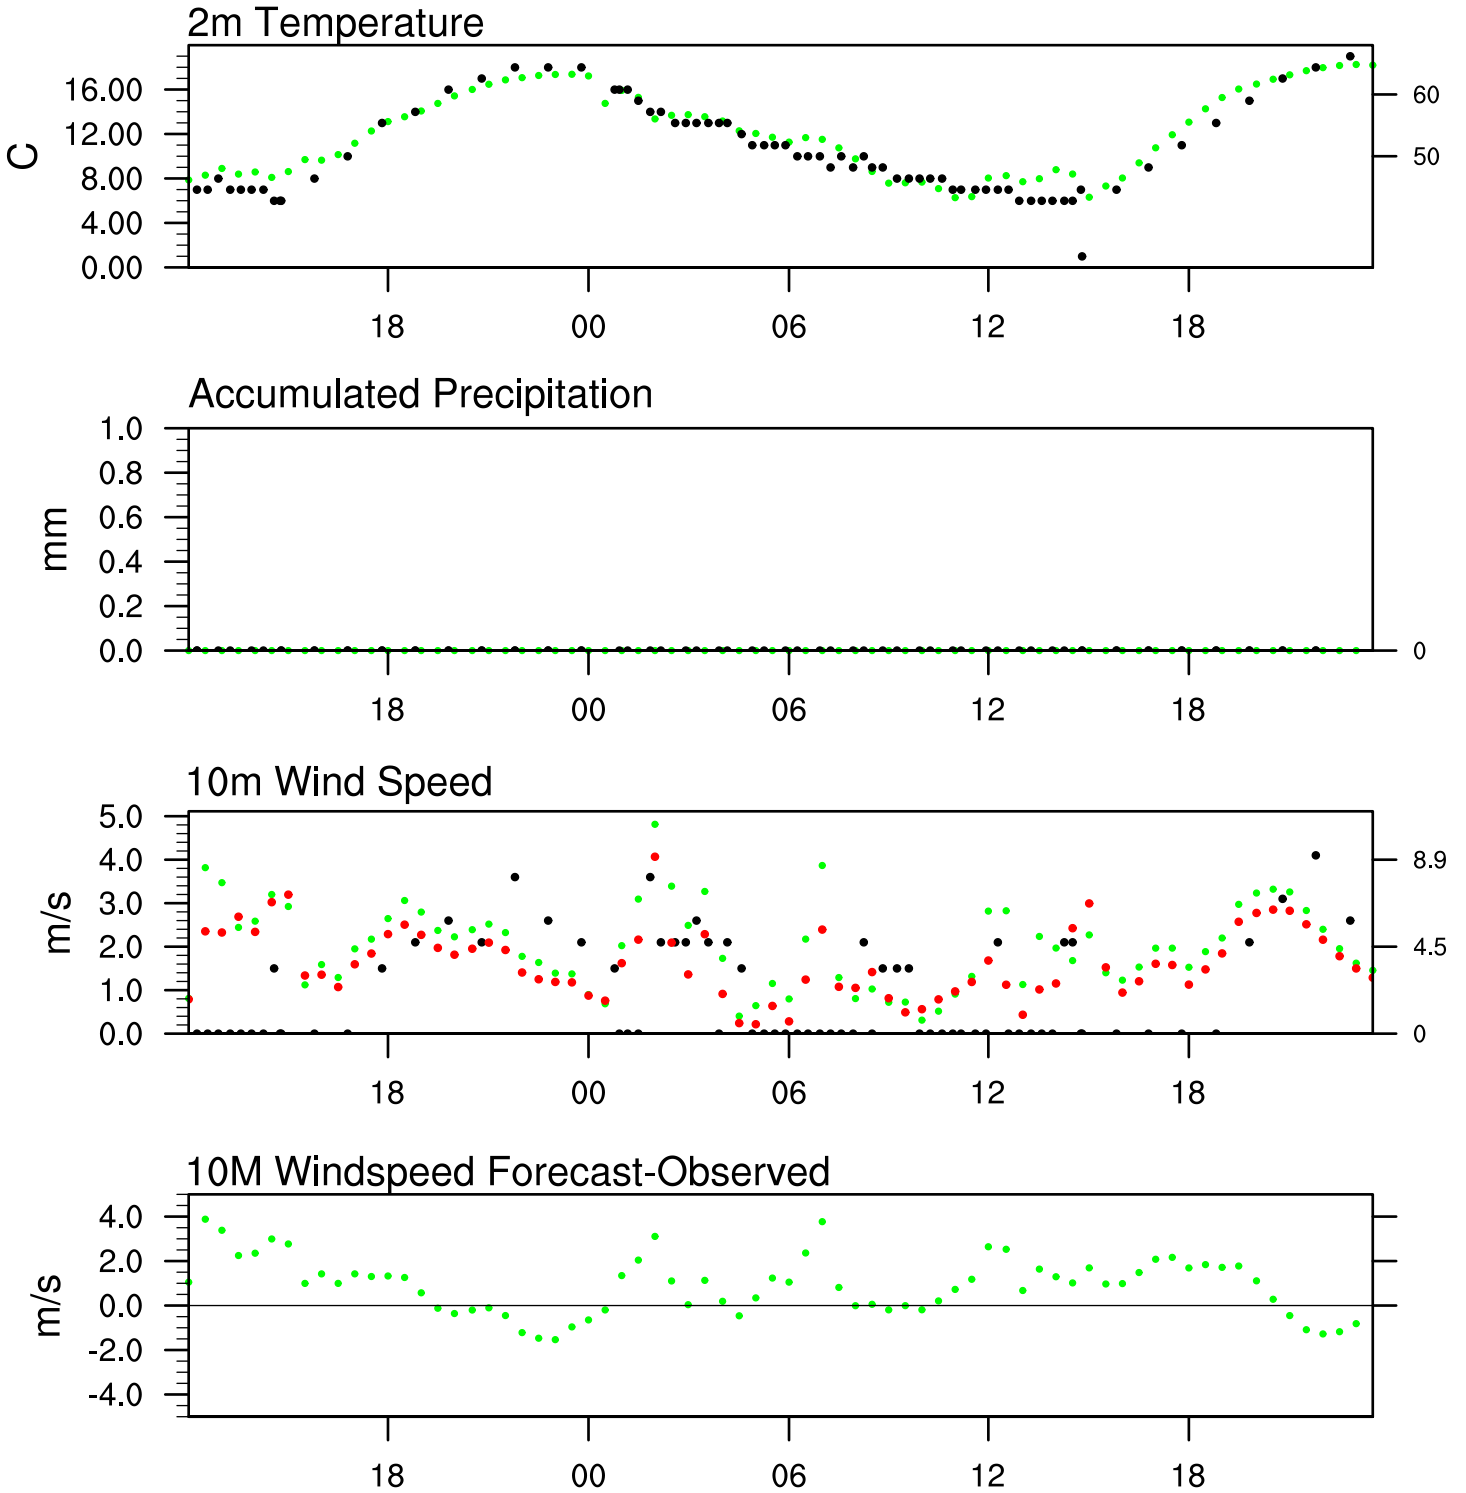 2m Temperature
16.00
12.00
8.00
4.00
0.00
C
60
50
18 00 06 12 18
Accumulated Precipitation
1.0
0.8
0.6
0.4
0.2
0.0
mm
0
18 00 06 12 18
10m Wind Speed
5.0
4.0
3.0
2.0
1.0
0.0
m/s
8.9
4.5
0
18 00 06 12 18
10M Windspeed Forecast-Observed
4.0
2.0
0.0
-2.0
-4.0
m/s
18 00 06 12 18